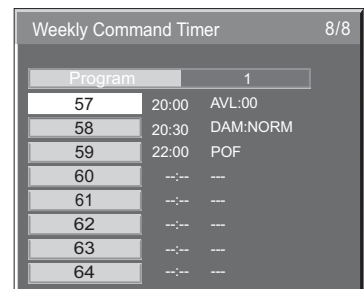 Weekly Command Timer 8/8
Program 1
57 20:00 AVL:00
58 20:30 DAM:NORM
59 22:00 POF
60 --:-- ---
61 --:-- ---
62 --:-- ---
63 --:-- ---
64 --:-- ---